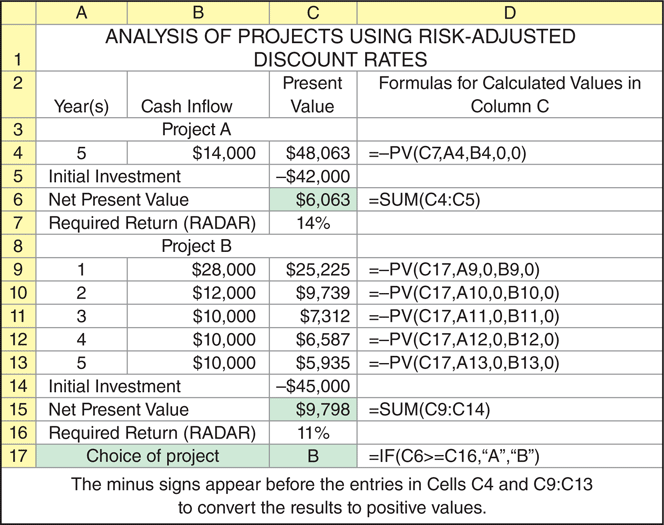 A B C D
1 ANALYSIS OF PROJECTS USING RISK-ADJUSTED
DISCOUNT RATES
2 Year(s) Cash Inflow Present
Value Formulas for Calculated Values in
Column C
3 Project A
4 5 $14,000 $48,063 =–PV(C7,A4,B4,0,0)
5 Initial Investment –$42,000
6 Net Present Value $6,063 =SUM(C4:C5)
7 Required Return (RADAR) 14%
8 Project B
9 1 $28,000 $25,225 =–PV(C17,A9,0,B9,0)
10 2 $12,000 $9,739 =–PV(C17,A10,0,B10,0)
11 3 $10,000 $7,312 =–PV(C17,A11,0,B11,0)
12 4 $10,000 $6,587 =–PV(C17,A12,0,B12,0)
13 5 $10,000 $5,935 =–PV(C17,A13,0,B13,0)
14 Initial Investment –$45,000
15 Net Present Value $9,798 =SUM(C9:C14)
16 Required Return (RADAR) 11%
17 Choice of project B =IF(C6>=C16,“A”,“B”)
The minus signs appear before the entries in Cells C4 and C9:C13
to convert the results to positive values.